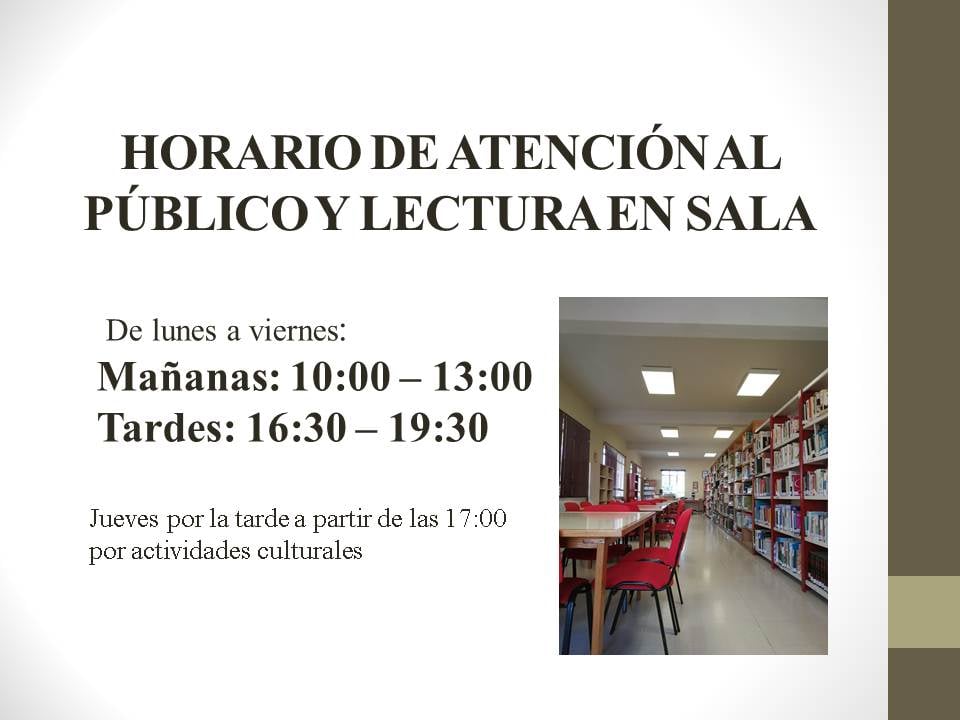 HORARIO DE ATENCIÓN AL
PÚBLICO Y LECTURA EN SALA
De lunes a viernes:
Mañanas: 10:00 – 13:00
Tardes: 16:30 – 19:30
Jueves por la tarde a partir de las 17:00
por actividades culturales